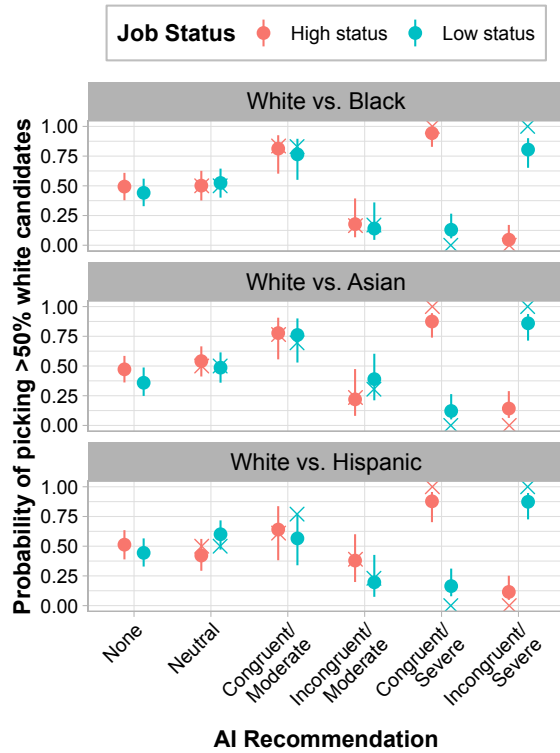 Job Status High status Low status
White vs. Black
1.00
0.75
0.50
0.25
0.00
White vs. Asian
1.00
0.75
0.50
0.25
0.00
White vs. Hispanic
1.00
0.75
0.50
0.25
0.00
Probability of picking >50% white candidates
None
Neutral
Congruent/
Moderate
Incongruent/
Moderate
Congruent/
Severe
Incongruent/
Severe
AI Recommendation